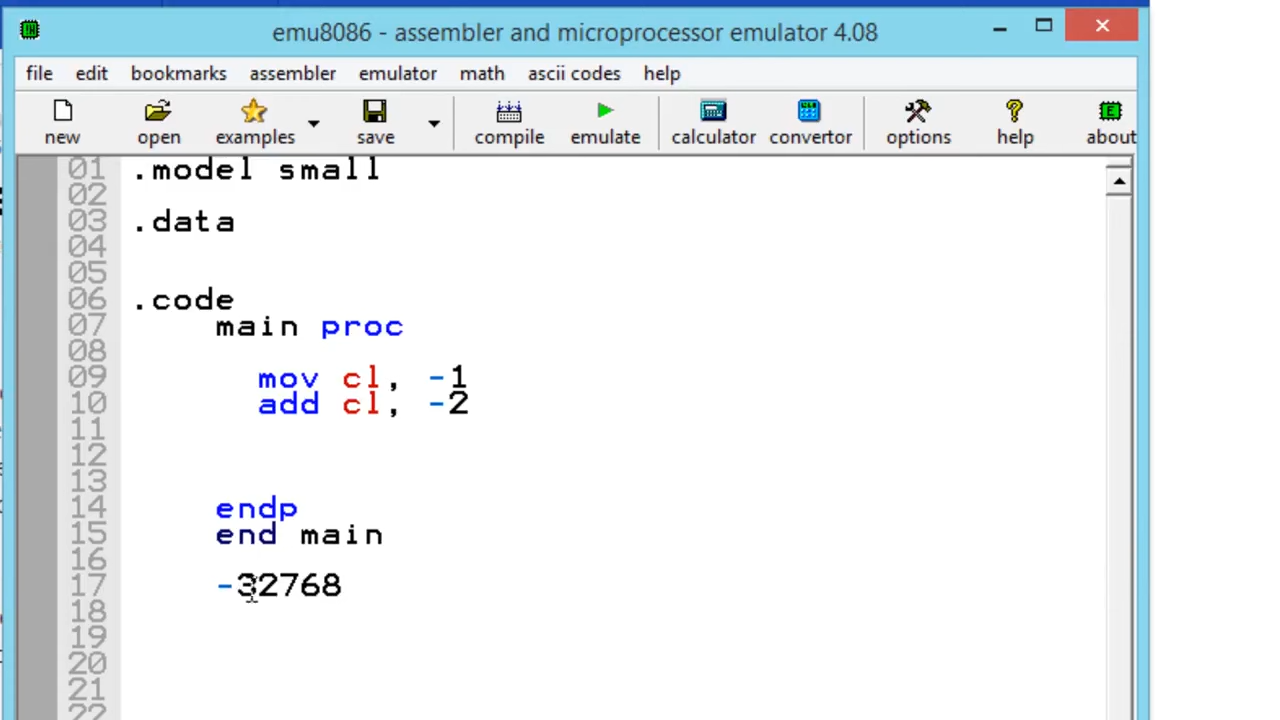 emu8086 - assembler and microprocessor emulator 4.08
file edit bookmarks assembler emulator math ascii codes help
new open examples save compile emulate calculator convertor options help about
01 .model small
02
03 .data
04
05
06 .code
07 main proc
08
09 mov cl, -1
10 add cl, -2
11
12
13
14 endp
15 end main
16
17 -32768
18
19
20
21
22